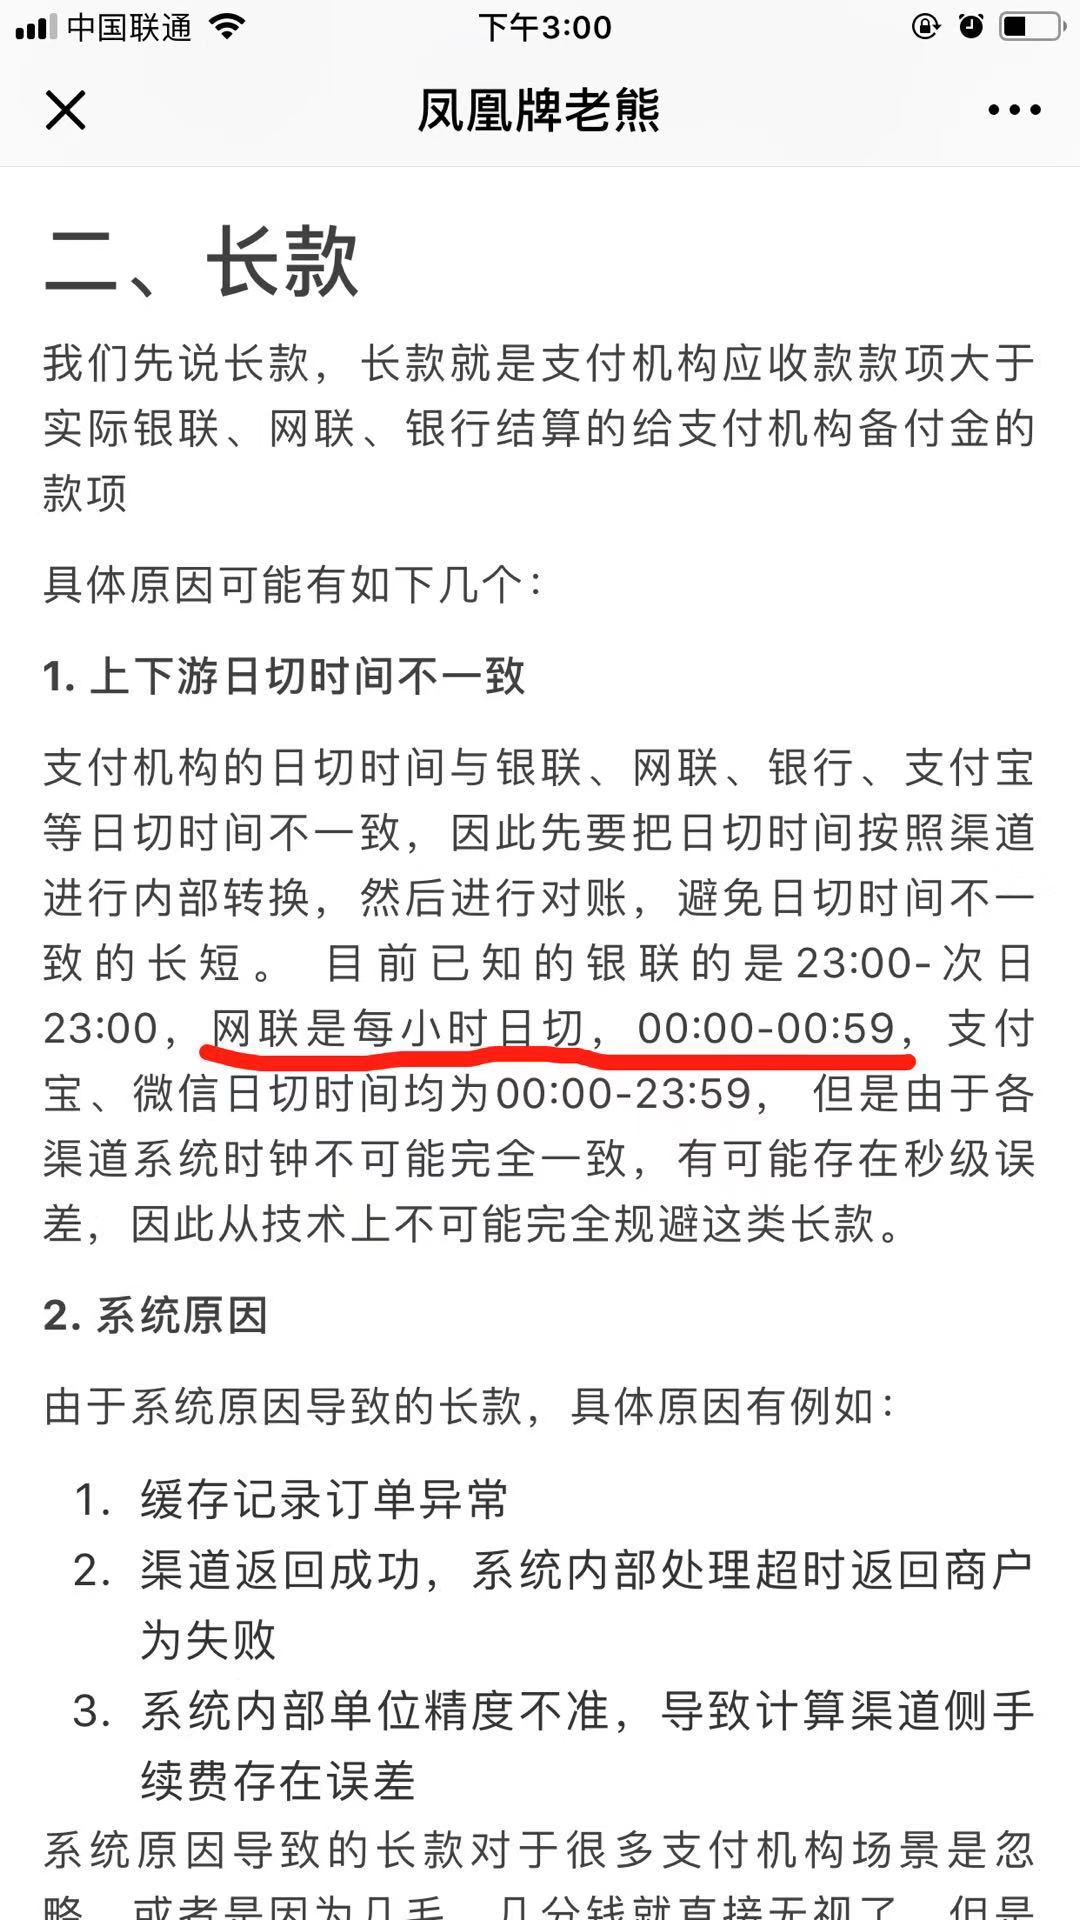 中国联通 下午3:00
凤凰牌老熊
二、长款
我们先说长款，长款就是支付机构应收款款项大于
实际银联、网联、银行结算的给支付机构备付金的
款项
具体原因可能有如下几个：
1. 上下游日切时间不一致
支付机构的日切时间与银联、网联、银行、支付宝
等日切时间不一致，因此先要把日切时间按照渠道
进行内部转换，然后进行对账，避免日切时间不一
致的长短。 目前已知的银联的是23:00-次日
23:00，网联是每小时日切，00:00-00:59，支付
宝、微信日切时间均为00:00-23:59， 但是由于各
渠道系统时钟不可能完全一致，有可能存在秒级误
差，因此从技术上不可能完全规避这类长款。
2. 系统原因
由于系统原因导致的长款，具体原因有例如：
1. 缓存记录订单异常
2. 渠道返回成功，系统内部处理超时返回商户
为失败
3. 系统内部单位精度不准，导致计算渠道侧手
续费存在误差
系统原因导致的长款对于很多支付机构场景是忽
略，或者是因为几毛、几分钱就直接无视了，但是